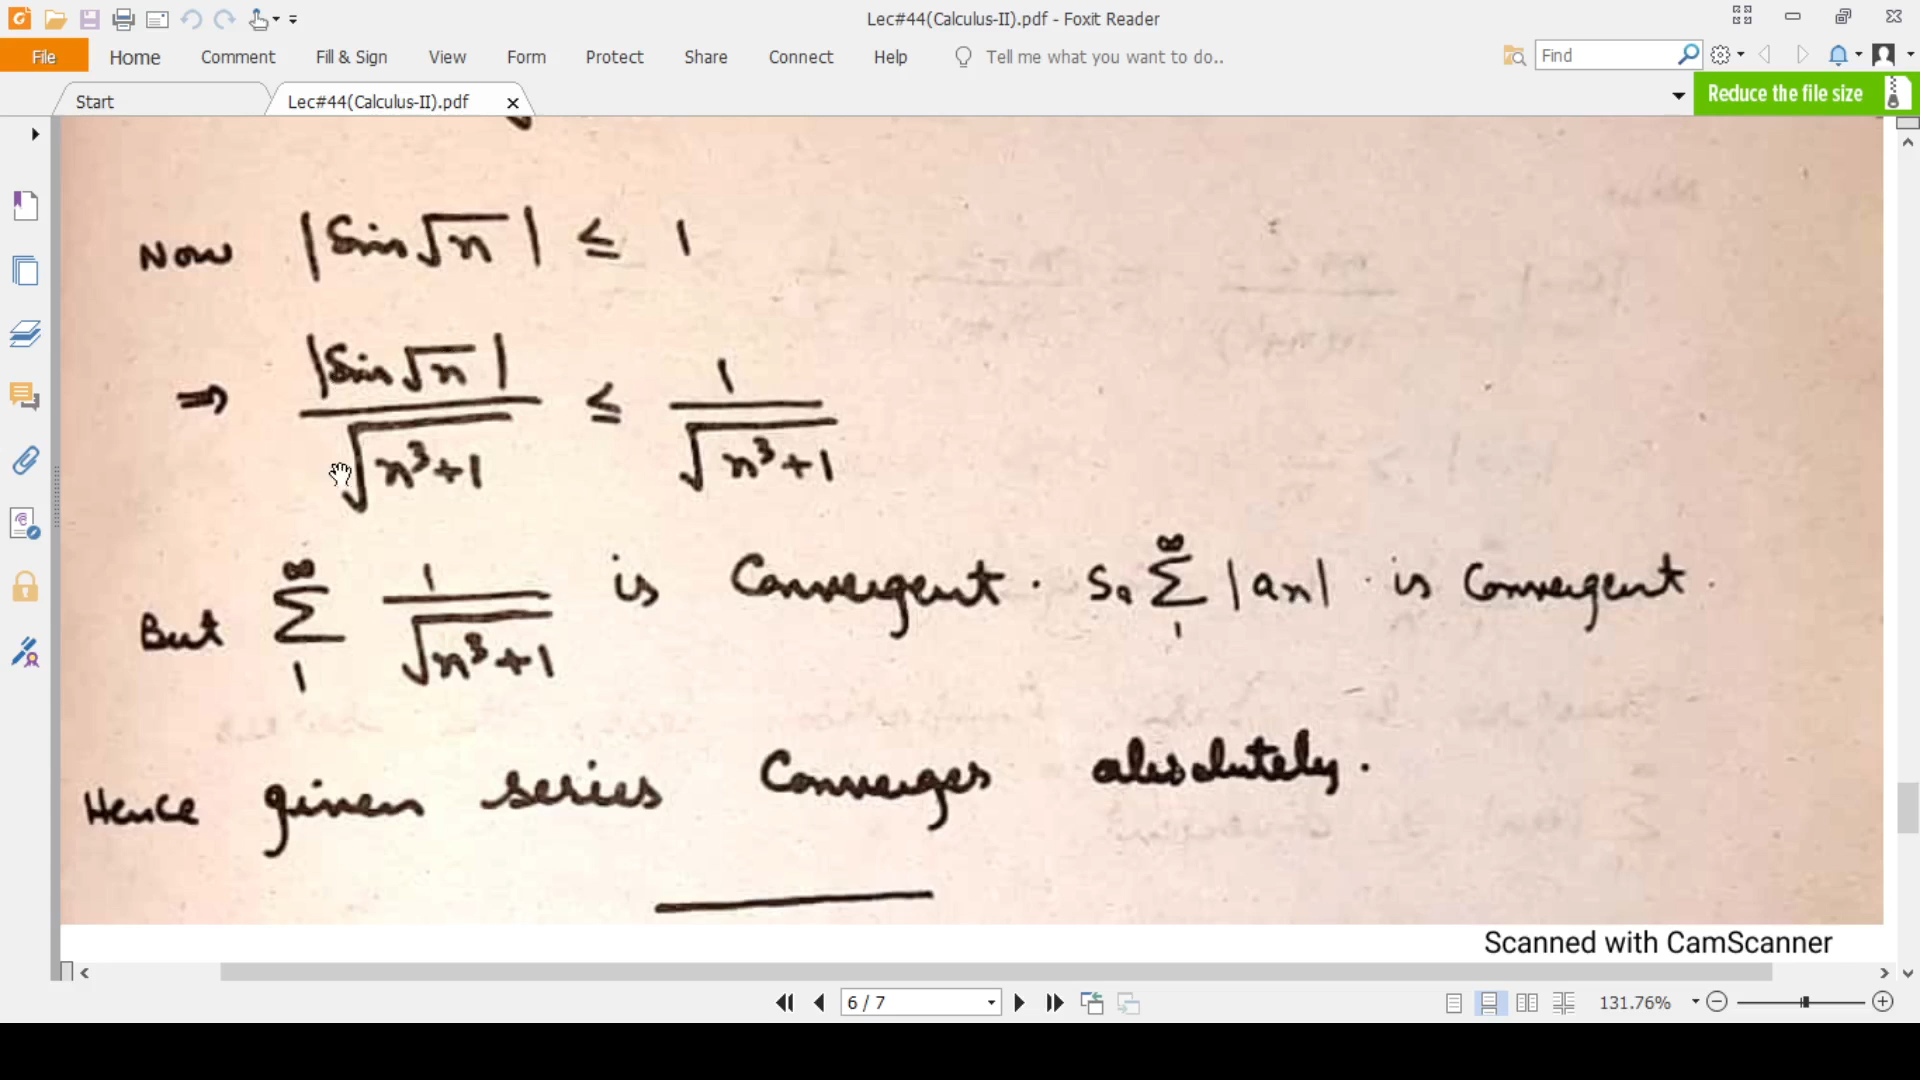 Lec#44(Calculus-II).pdf - Foxit Reader
File Home Comment Fill & Sign View Form Protect Share Connect Help Tell me what you want to do.. Find
Start Lec#44(Calculus-II).pdf Reduce the file size
Now |Sin√n| ≤ 1
⇒ |Sin√n| / √(n³+1) ≤ 1 / √(n³+1)
But ∑₁^∞ 1/√(n³+1) is Convergent. So ∑₁^∞ |an| is Convergent.
Hence given series Converges absolutely.
Scanned with CamScanner
6 / 7 131.76%